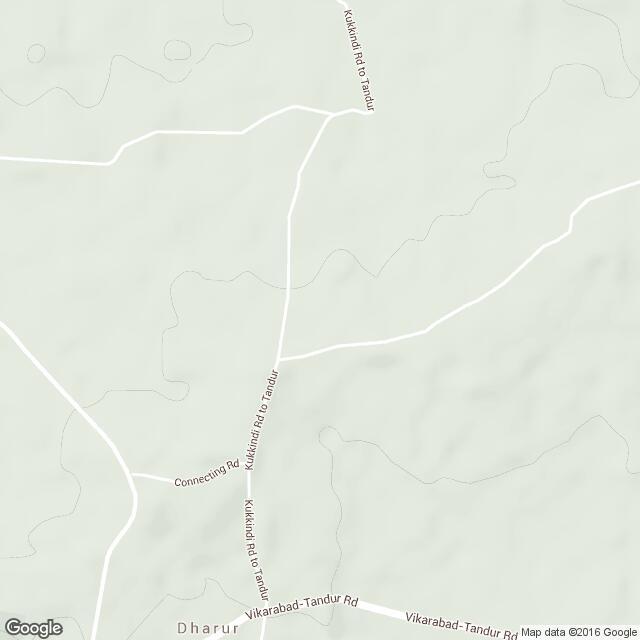 Kukkindi Rd to Tandur
Kukkindi Rd to Tandur
Connecting Rd
Kukkindi Rd to Tandur
Vikarabad-Tandur Rd
Vikarabad-Tandur Rd
Dharur
Google
Map data ©2016 Google